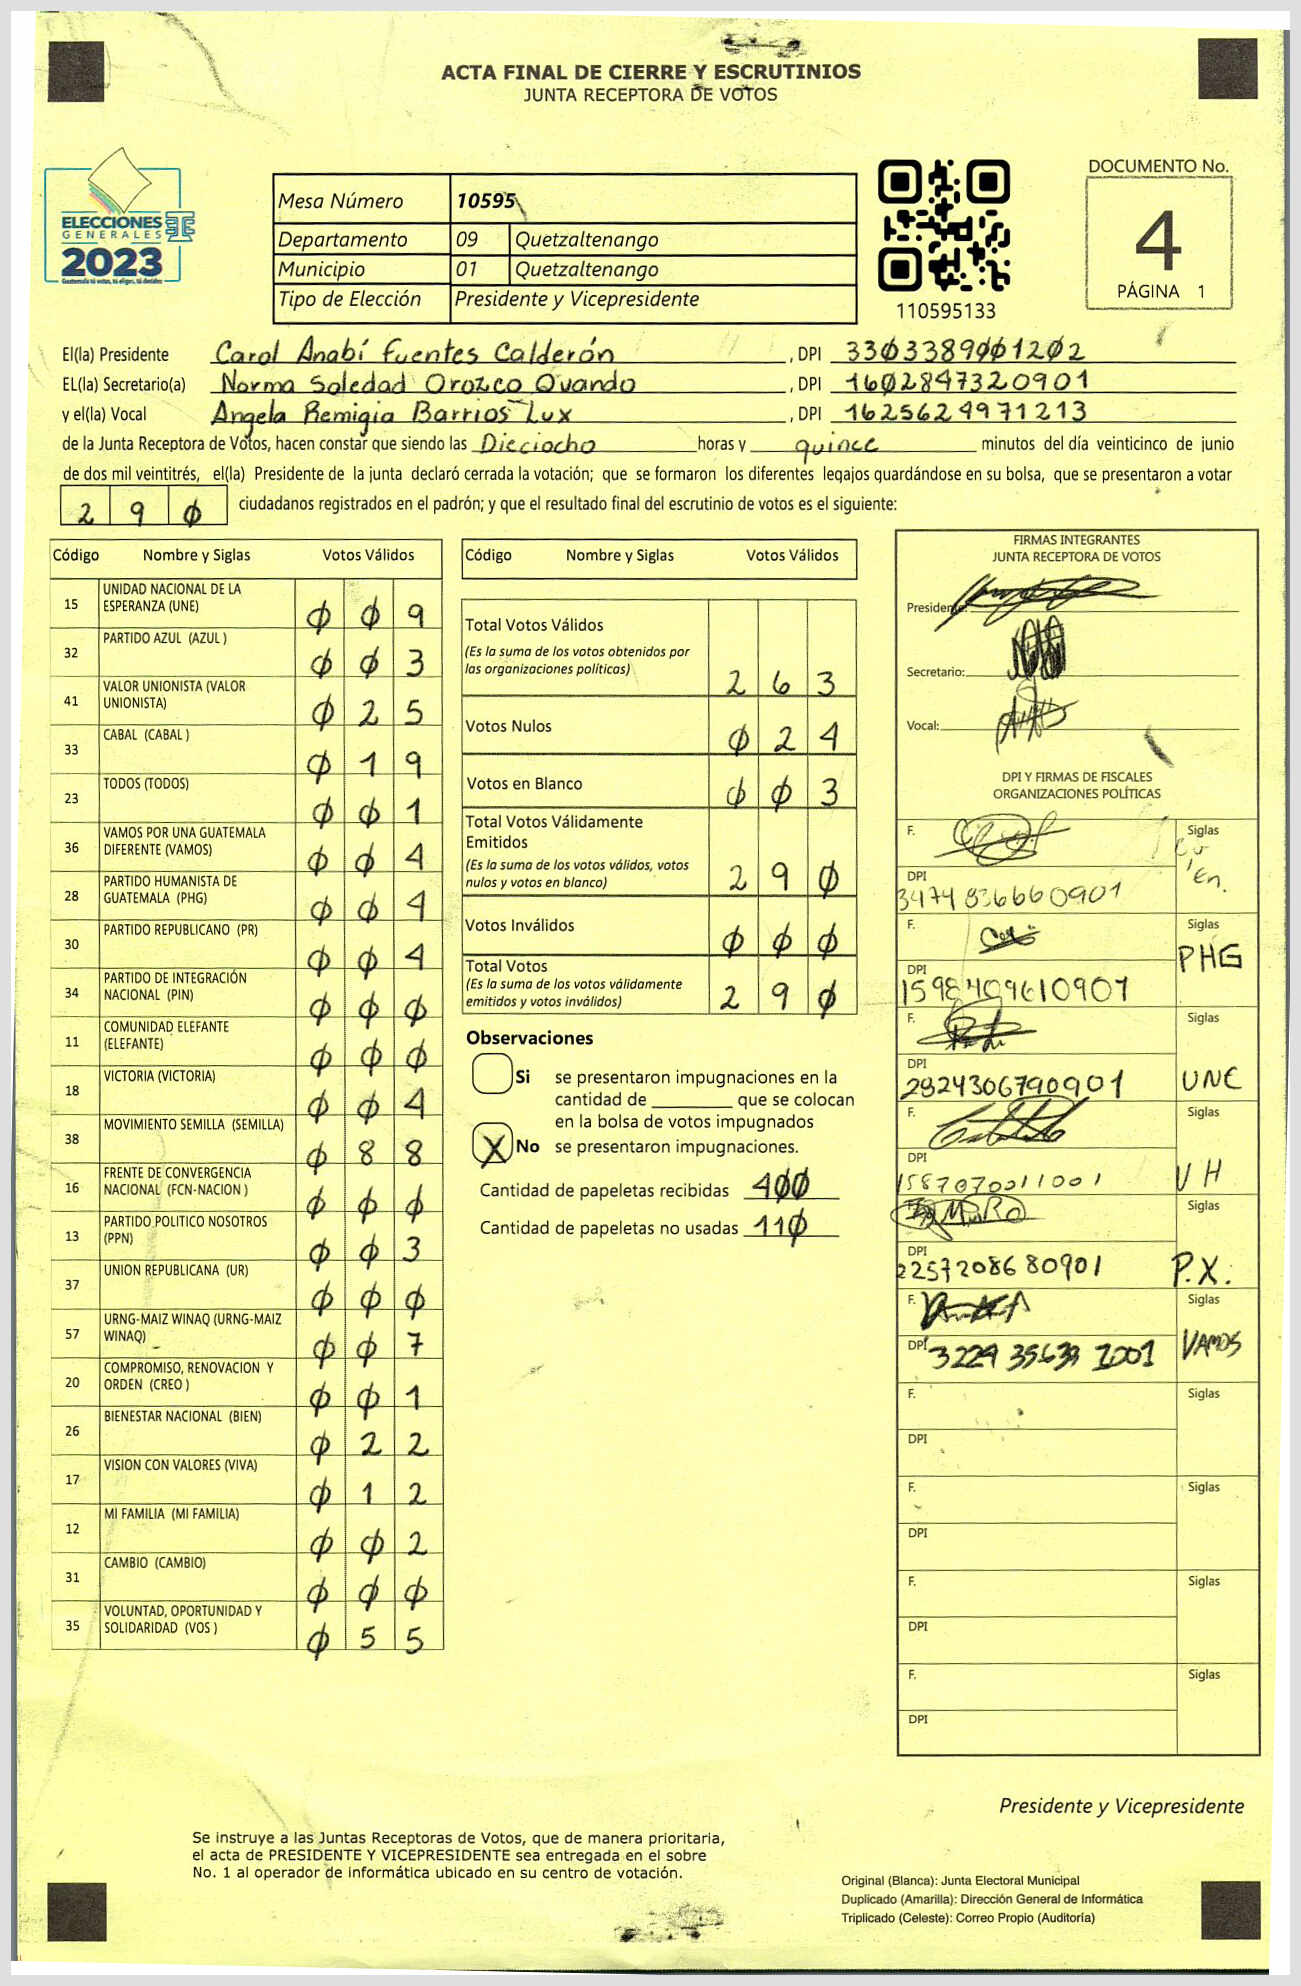 ACTA FINAL DE CIERRE Y ESCRUTINIOS
JUNTA RECEPTORA DE VOTOS
ELECCIONES
GENERALES
2023
Guatemala tú votas, tú eliges, tú decides
Mesa Número 10595
Departamento 09 Quetzaltenango
Municipio 01 Quetzaltenango
Tipo de Elección Presidente y Vicepresidente
110595133
DOCUMENTO No.
4
PÁGINA 1
El(la) Presidente Carol Anabí Fuentes Calderón , DPI 3303389001202
EL(la) Secretario(a) Norma Soledad Orozco Ovando , DPI 1602847320901
y el(la) Vocal Angela Remigia Barrios Lux , DPI 1625624971213
de la Junta Receptora de Votos, hacen constar que siendo las Dieciocho horas y quince minutos del día veinticinco de junio
de dos mil veintitrés, el(la) Presidente de la junta declaró cerrada la votación; que se formaron los diferentes legajos guardándose en su bolsa, que se presentaron a votar
290 ciudadanos registrados en el padrón; y que el resultado final del escrutinio de votos es el siguiente:
Código Nombre y Siglas Votos Válidos
15 UNIDAD NACIONAL DE LA ESPERANZA (UNE) 0 0 9
32 PARTIDO AZUL (AZUL ) 0 0 3
41 VALOR UNIONISTA (VALOR UNIONISTA) 0 2 5
33 CABAL (CABAL ) 0 1 9
23 TODOS (TODOS) 0 0 1
36 VAMOS POR UNA GUATEMALA DIFERENTE (VAMOS) 0 0 4
28 PARTIDO HUMANISTA DE GUATEMALA (PHG) 0 0 4
30 PARTIDO REPUBLICANO (PR) 0 0 4
34 PARTIDO DE INTEGRACIÓN NACIONAL (PIN) 0 0 0
11 COMUNIDAD ELEFANTE (ELEFANTE) 0 0 0
18 VICTORIA (VICTORIA) 0 0 4
38 MOVIMIENTO SEMILLA (SEMILLA) 0 8 8
16 FRENTE DE CONVERGENCIA NACIONAL (FCN-NACION ) 0 0 0
13 PARTIDO POLITICO NOSOTROS (PPN) 0 0 3
37 UNION REPUBLICANA (UR) 0 0 0
57 URNG-MAIZ WINAQ (URNG-MAIZ WINAQ) 0 0 7
20 COMPROMISO, RENOVACION Y ORDEN (CREO ) 0 0 1
26 BIENESTAR NACIONAL (BIEN) 0 2 2
17 VISION CON VALORES (VIVA) 0 1 2
12 MI FAMILIA (MI FAMILIA) 0 0 2
31 CAMBIO (CAMBIO) 0 0 0
35 VOLUNTAD, OPORTUNIDAD Y SOLIDARIDAD (VOS ) 0 5 5
Código Nombre y Siglas Votos Válidos
Total Votos Válidos
(Es la suma de los votos obtenidos por
las organizaciones políticas) 2 6 3
Votos Nulos 0 2 4
Votos en Blanco 0 0 3
Total Votos Válidamente
Emitidos
(Es la suma de los votos válidos, votos
nulos y votos en blanco) 2 9 0
Votos Inválidos 0 0 0
Total Votos
(Es la suma de los votos válidamente
emitidos y votos inválidos) 2 9 0
Observaciones
Si se presentaron impugnaciones en la
cantidad de ________ que se colocan
en la bolsa de votos impugnados
X No se presentaron impugnaciones.
Cantidad de papeletas recibidas 400
Cantidad de papeletas no usadas 110
FIRMAS INTEGRANTES
JUNTA RECEPTORA DE VOTOS
Presidente:
Secretario:
Vocal:
DPI Y FIRMAS DE FISCALES
ORGANIZACIONES POLÍTICAS
F. Siglas
DPI
3474836660901
F. Siglas
PHG
DPI
F. Siglas
DPI
2924306790901 UNE
F. Siglas
DPI
1587070011001 VH
F. Siglas
DPI
2257208680901 P.X.
F. Siglas
DPI 3229 35639 1001 VAMOS
F. Siglas
DPI
F. Siglas
DPI
F. Siglas
DPI
F. Siglas
DPI
Presidente y Vicepresidente
Se instruye a las Juntas Receptoras de Votos, que de manera prioritaria,
el acta de PRESIDENTE Y VICEPRESIDENTE sea entregada en el sobre
No. 1 al operador de informática ubicado en su centro de votación.
Original (Blanca): Junta Electoral Municipal
Duplicado (Amarilla): Dirección General de Informática
Triplicado (Celeste): Correo Propio (Auditoría)